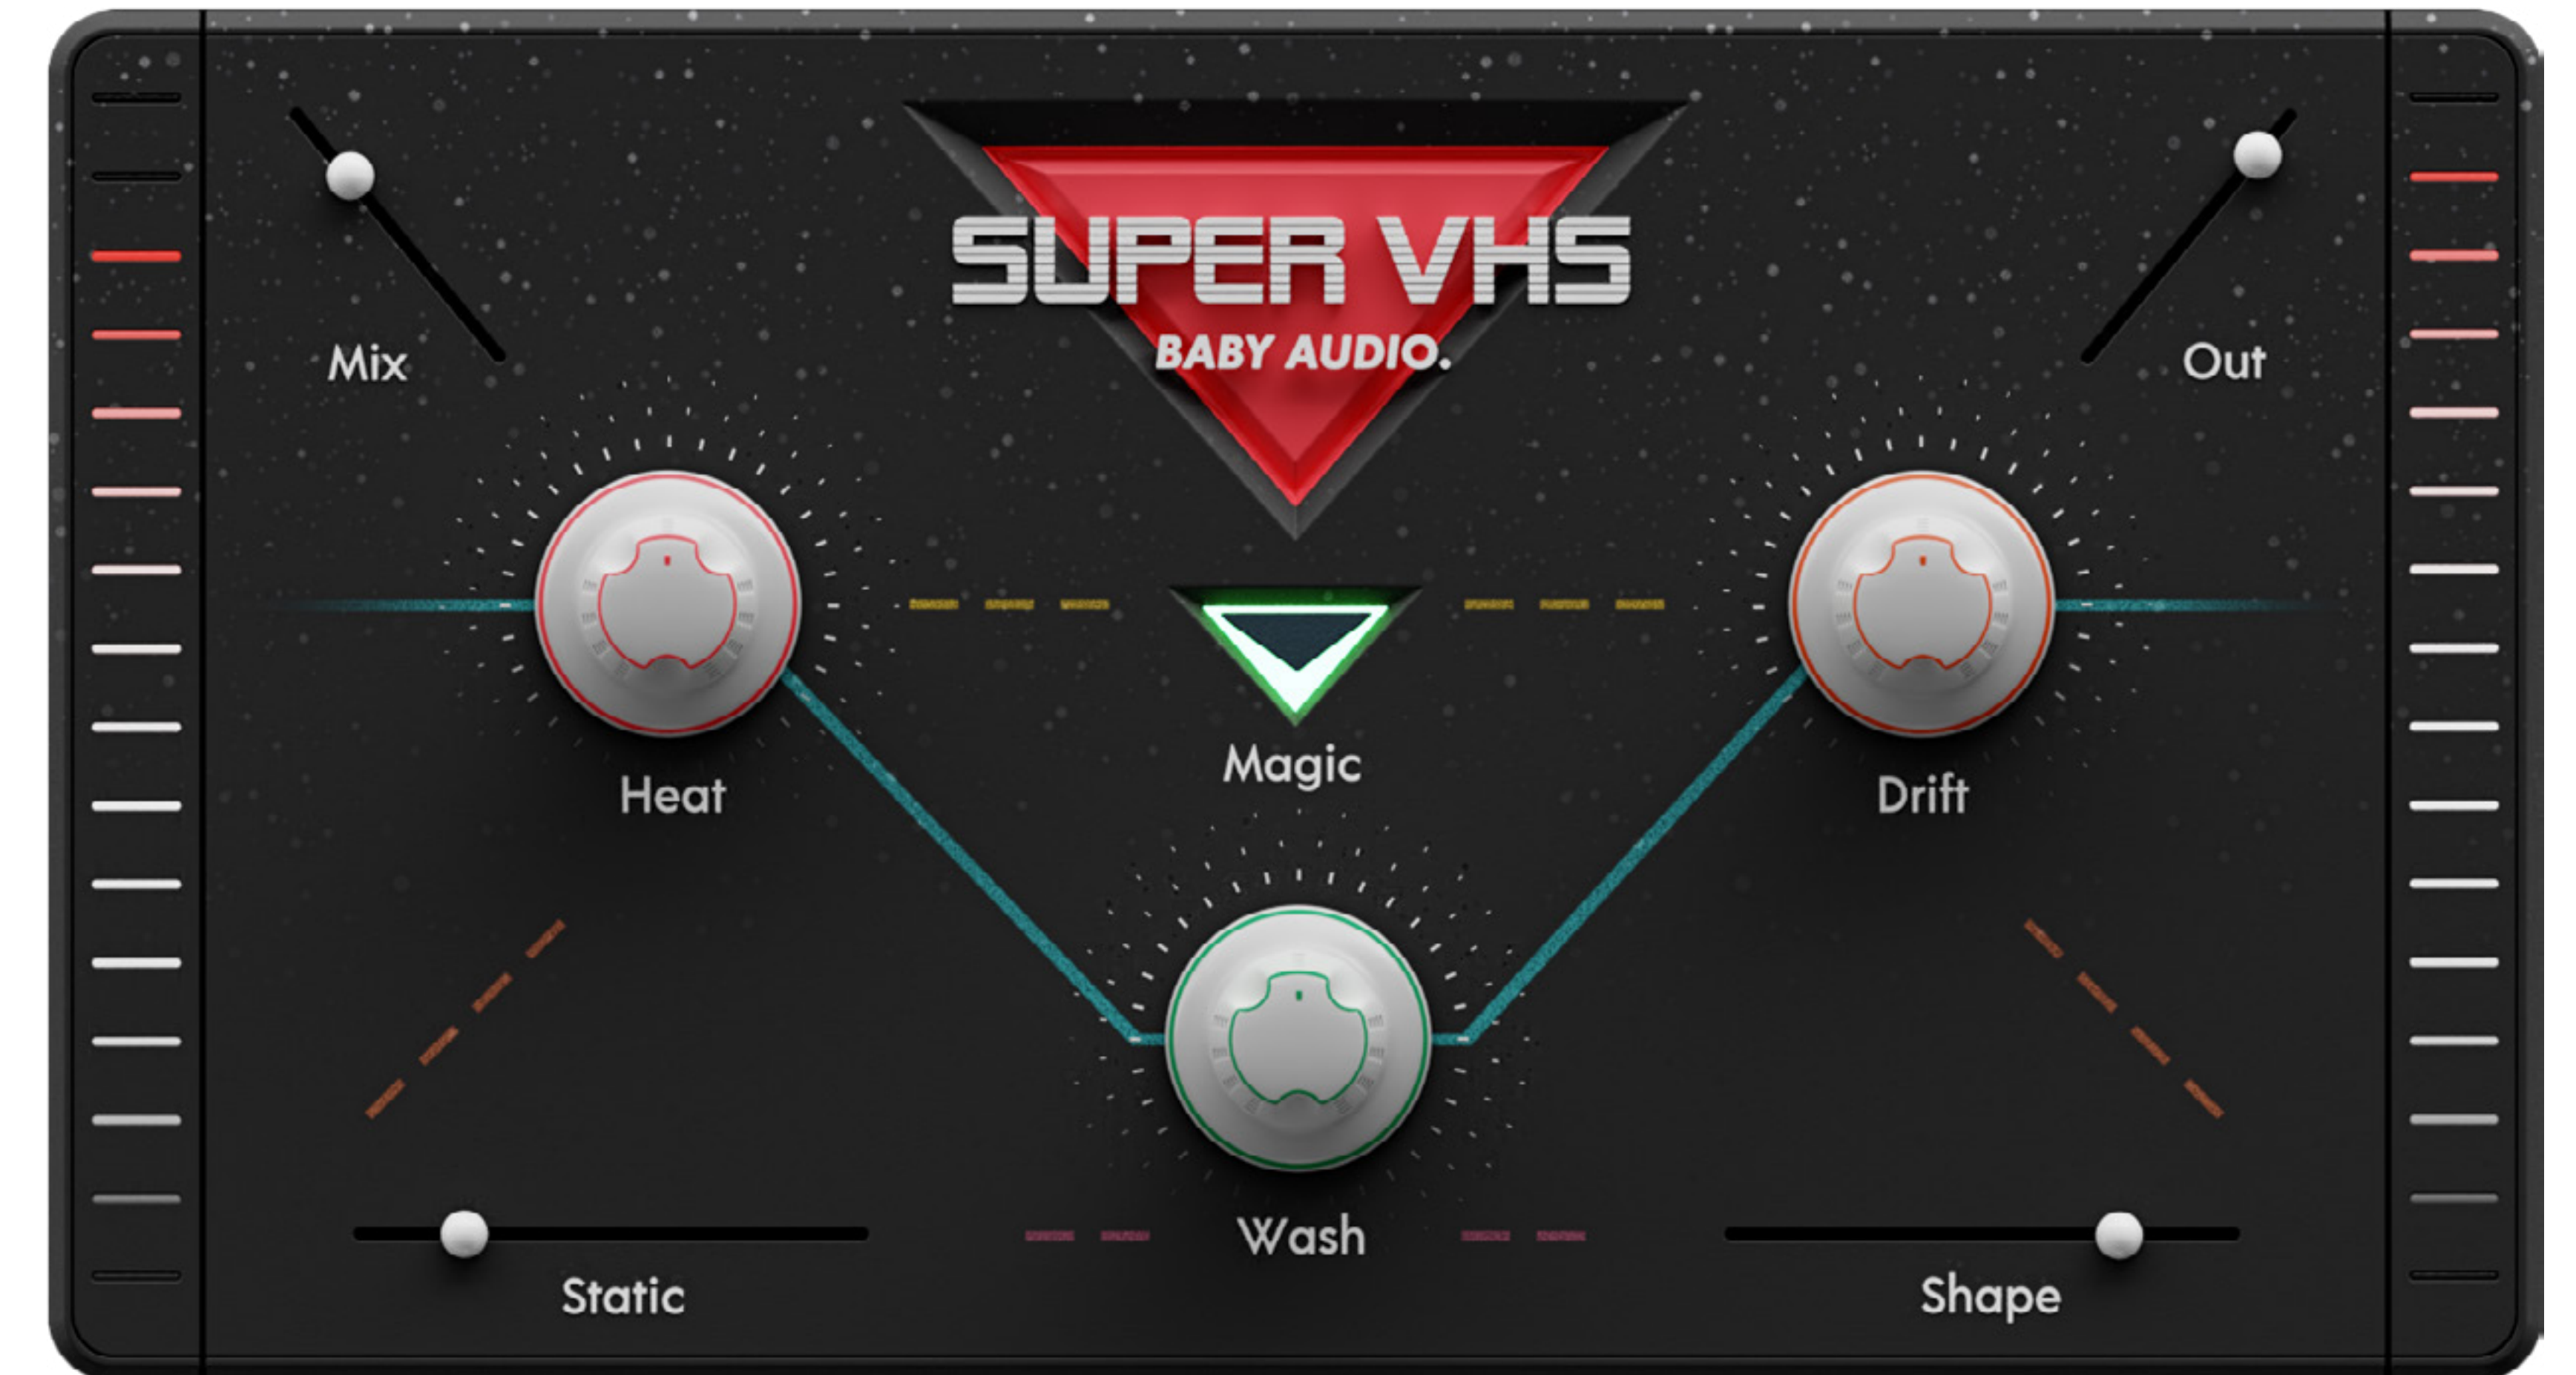 SUPER VHS
BABY AUDIO.
Mix
Out
Heat
Magic
Drift
Wash
Static
Shape